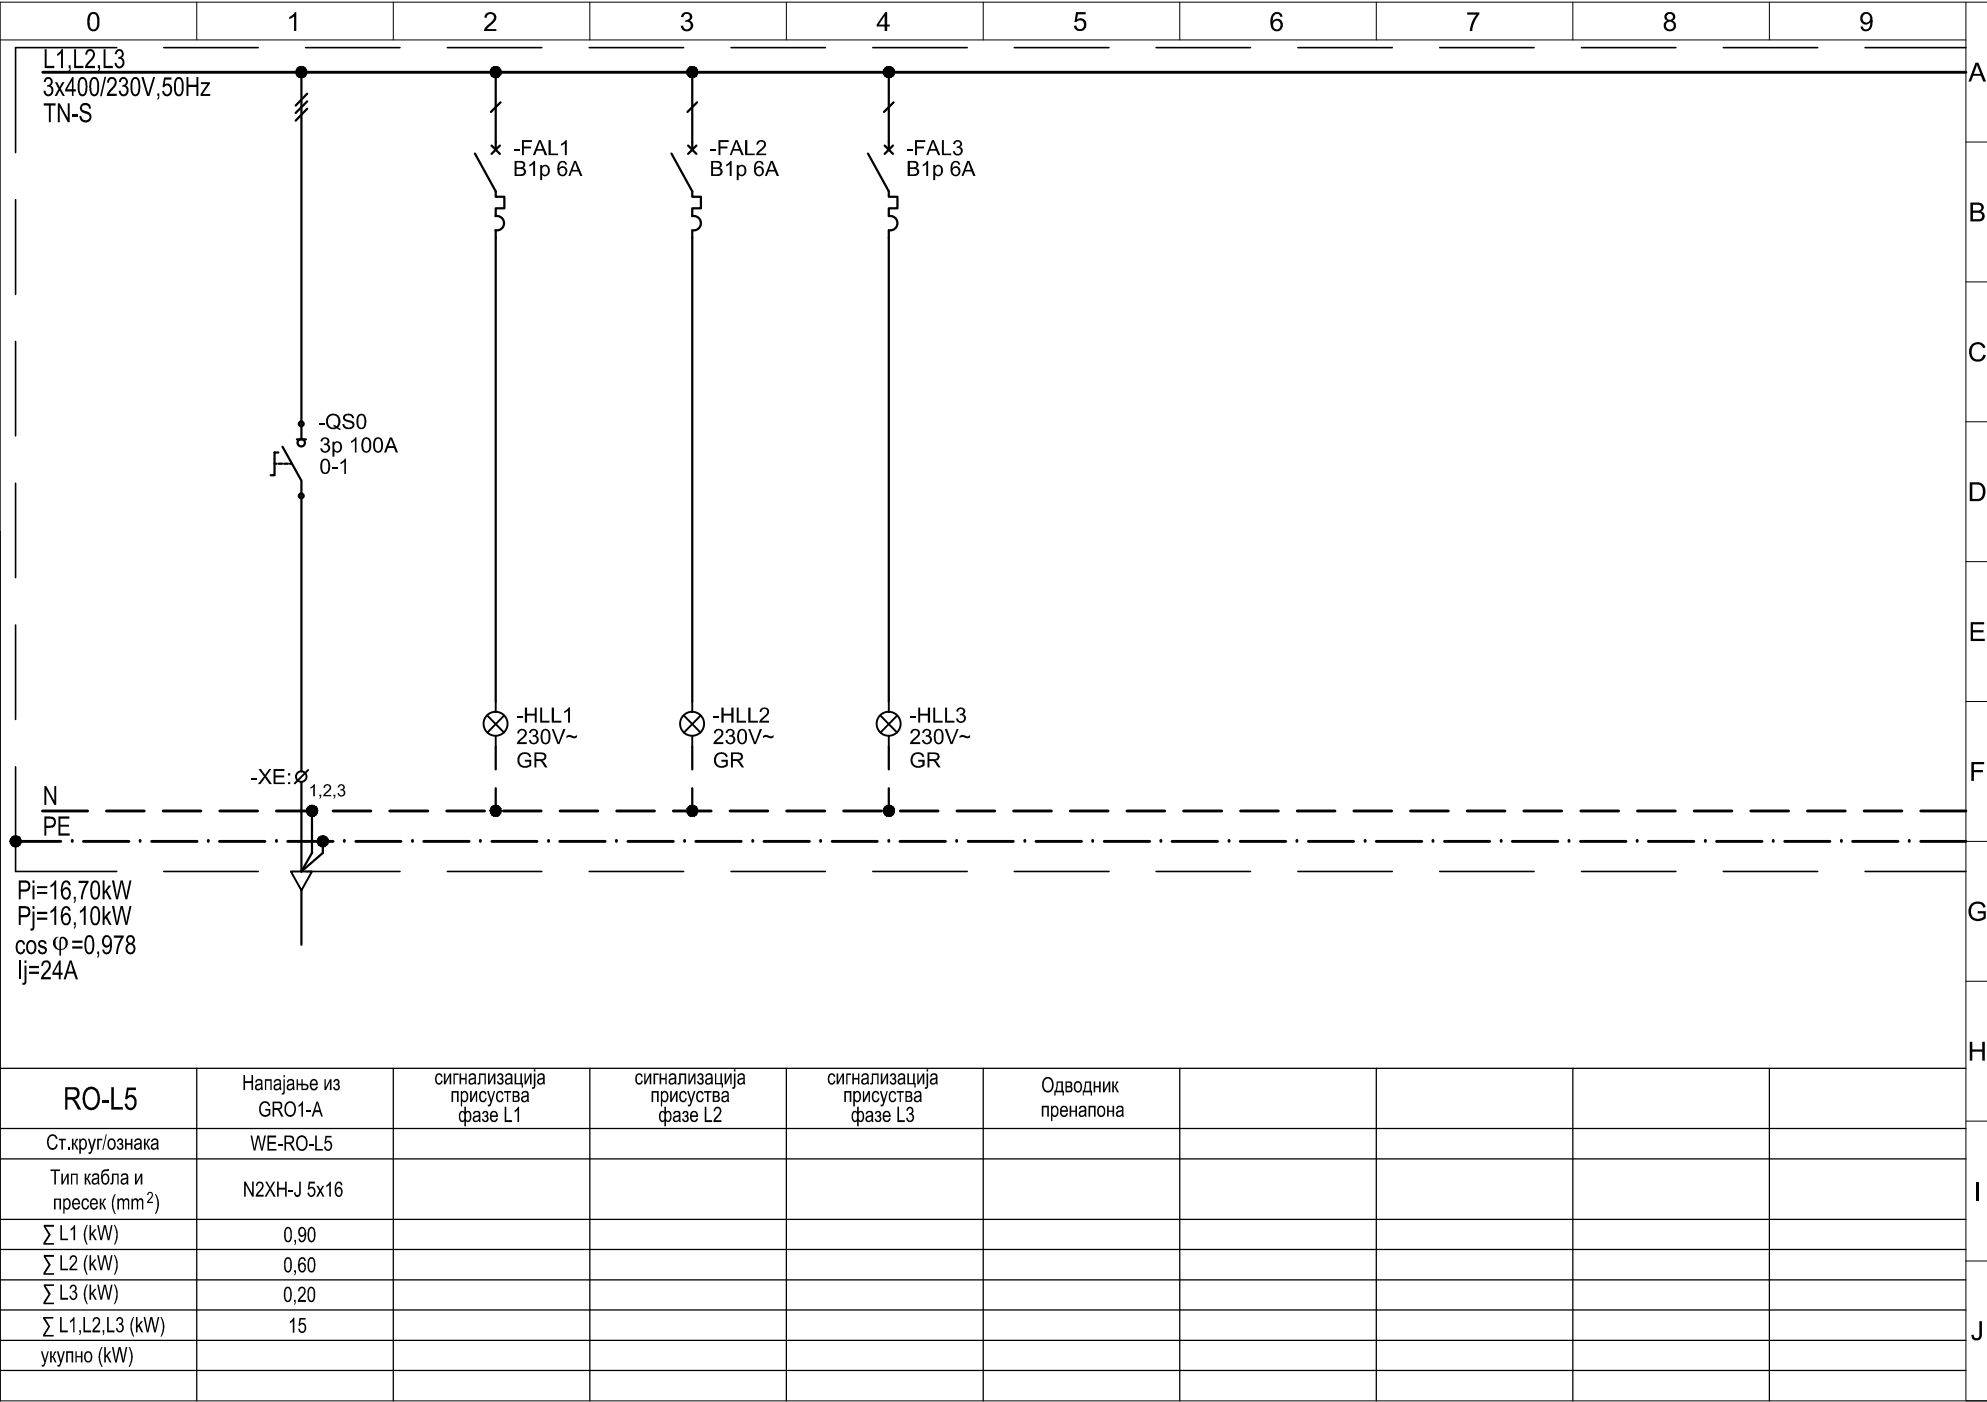 0 1 2 3 4 5 6 7 8 9
L1,L2,L3
3x400/230V,50Hz
TN-S
A
-FAL1
B1p 6A
-FAL2
B1p 6A
-FAL3
B1p 6A
B
C
-QS0
3p 100A
0-1
D
E
-HLL1
230V~
GR
-HLL2
230V~
GR
-HLL3
230V~
GR
-XE:
1,2,3
F
N
PE
Pi=16,70kW
Pj=16,10kW
cos φ=0,978
Ij=24A
G
H
RO-L5
Напајање из
GRO1-A
сигнализација
присуства
фазе L1
сигнализација
присуства
фазе L2
сигнализација
присуства
фазе L3
Одводник
пренапона
Ст.круг/ознака WE-RO-L5
Тип кабла и
пресек (mm²)
N2XH-J 5x16
I
∑ L1 (kW) 0,90
∑ L2 (kW) 0,60
∑ L3 (kW) 0,20
∑ L1,L2,L3 (kW) 15
J
укупно (kW)